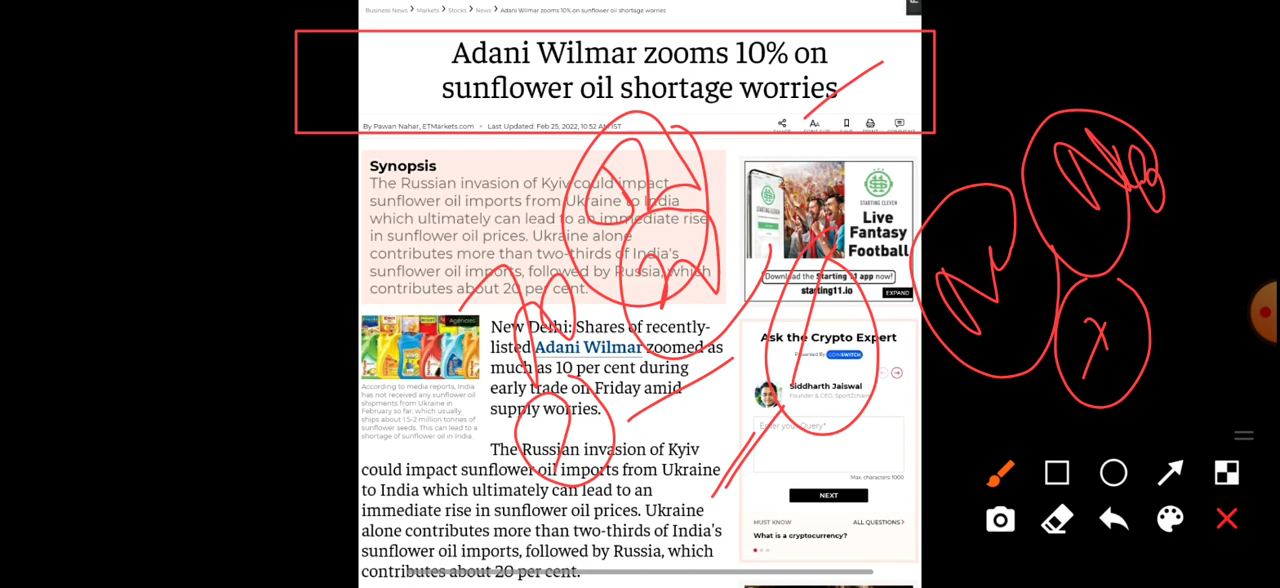 Business News > Markets > Stocks > News > Adani Wilmar zooms 10% on sunflower oil shortage worries
Adani Wilmar zooms 10% on
sunflower oil shortage worries
By Pawan Nahar, ETMarkets.com • Last Updated: Feb 25, 2022, 10:52 AM IST
Synopsis
The Russian invasion of Kyiv could impact
sunflower oil imports from Ukraine to India
which ultimately can lead to an immediate rise
in sunflower oil prices. Ukraine alone
contributes more than two-thirds of India's
sunflower oil imports, followed by Russia, which
contributes about 20 per cent.
Agencies
According to media reports, India
has not received any sunflower oil
shipments from Ukraine in
February so far, which usually
ships about 1.5-2 million tonnes of
sunflower seeds. This can lead to a
shortage of sunflower oil in India.
New Delhi: Shares of recently-
listed Adani Wilmar zoomed as
much as 10 per cent during
early trade on Friday amid
supply worries.
The Russian invasion of Kyiv
could impact sunflower oil imports from Ukraine
to India which ultimately can lead to an
immediate rise in sunflower oil prices. Ukraine
alone contributes more than two-thirds of India's
sunflower oil imports, followed by Russia, which
contributes about 20 per cent.
STARTING ELEVEN
Live
Fantasy
Football
Download the Starting 11 app now!
starting11.io
EXPAND
Ask the Crypto Expert
Presented By COINSWITCH
Siddharth Jaiswal
Founder & CEO, Sport2chain
Enter your Query*
Max. characters: 1000
NEXT
MUST KNOW
ALL QUESTIONS >
What is a cryptocurrency?